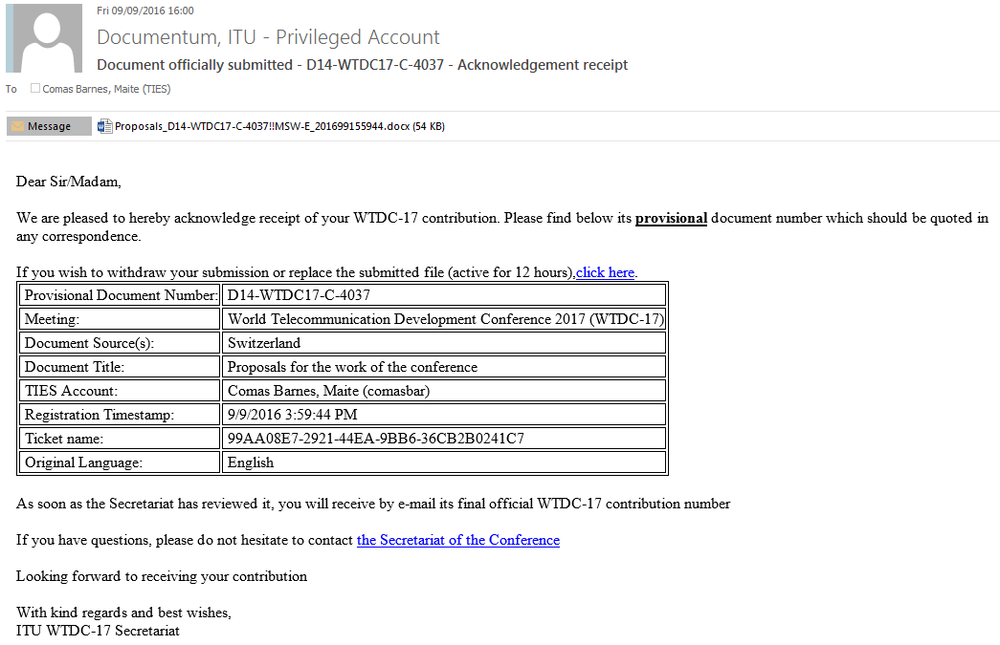 Fri 09/09/2016 16:00
Documentum, ITU - Privileged Account
Document officially submitted - D14-WTDC17-C-4037 - Acknowledgement receipt
To Comas Barnes, Maite (TIES)
Message Proposals_D14-WTDC17-C-4037!!MSW-E_201699155944.docx (54 KB)
Dear Sir/Madam,
We are pleased to hereby acknowledge receipt of your WTDC-17 contribution. Please find below its provisional document number which should be quoted in
any correspondence.
If you wish to withdraw your submission or replace the submitted file (active for 12 hours),click here.
Provisional Document Number: D14-WTDC17-C-4037
Meeting: World Telecommunication Development Conference 2017 (WTDC-17)
Document Source(s): Switzerland
Document Title: Proposals for the work of the conference
TIES Account: Comas Barnes, Maite (comasbar)
Registration Timestamp: 9/9/2016 3:59:44 PM
Ticket name: 99AA08E7-2921-44EA-9BB6-36CB2B0241C7
Original Language: English
As soon as the Secretariat has reviewed it, you will receive by e-mail its final official WTDC-17 contribution number
If you have questions, please do not hesitate to contact the Secretariat of the Conference
Looking forward to receiving your contribution
With kind regards and best wishes,
ITU WTDC-17 Secretariat